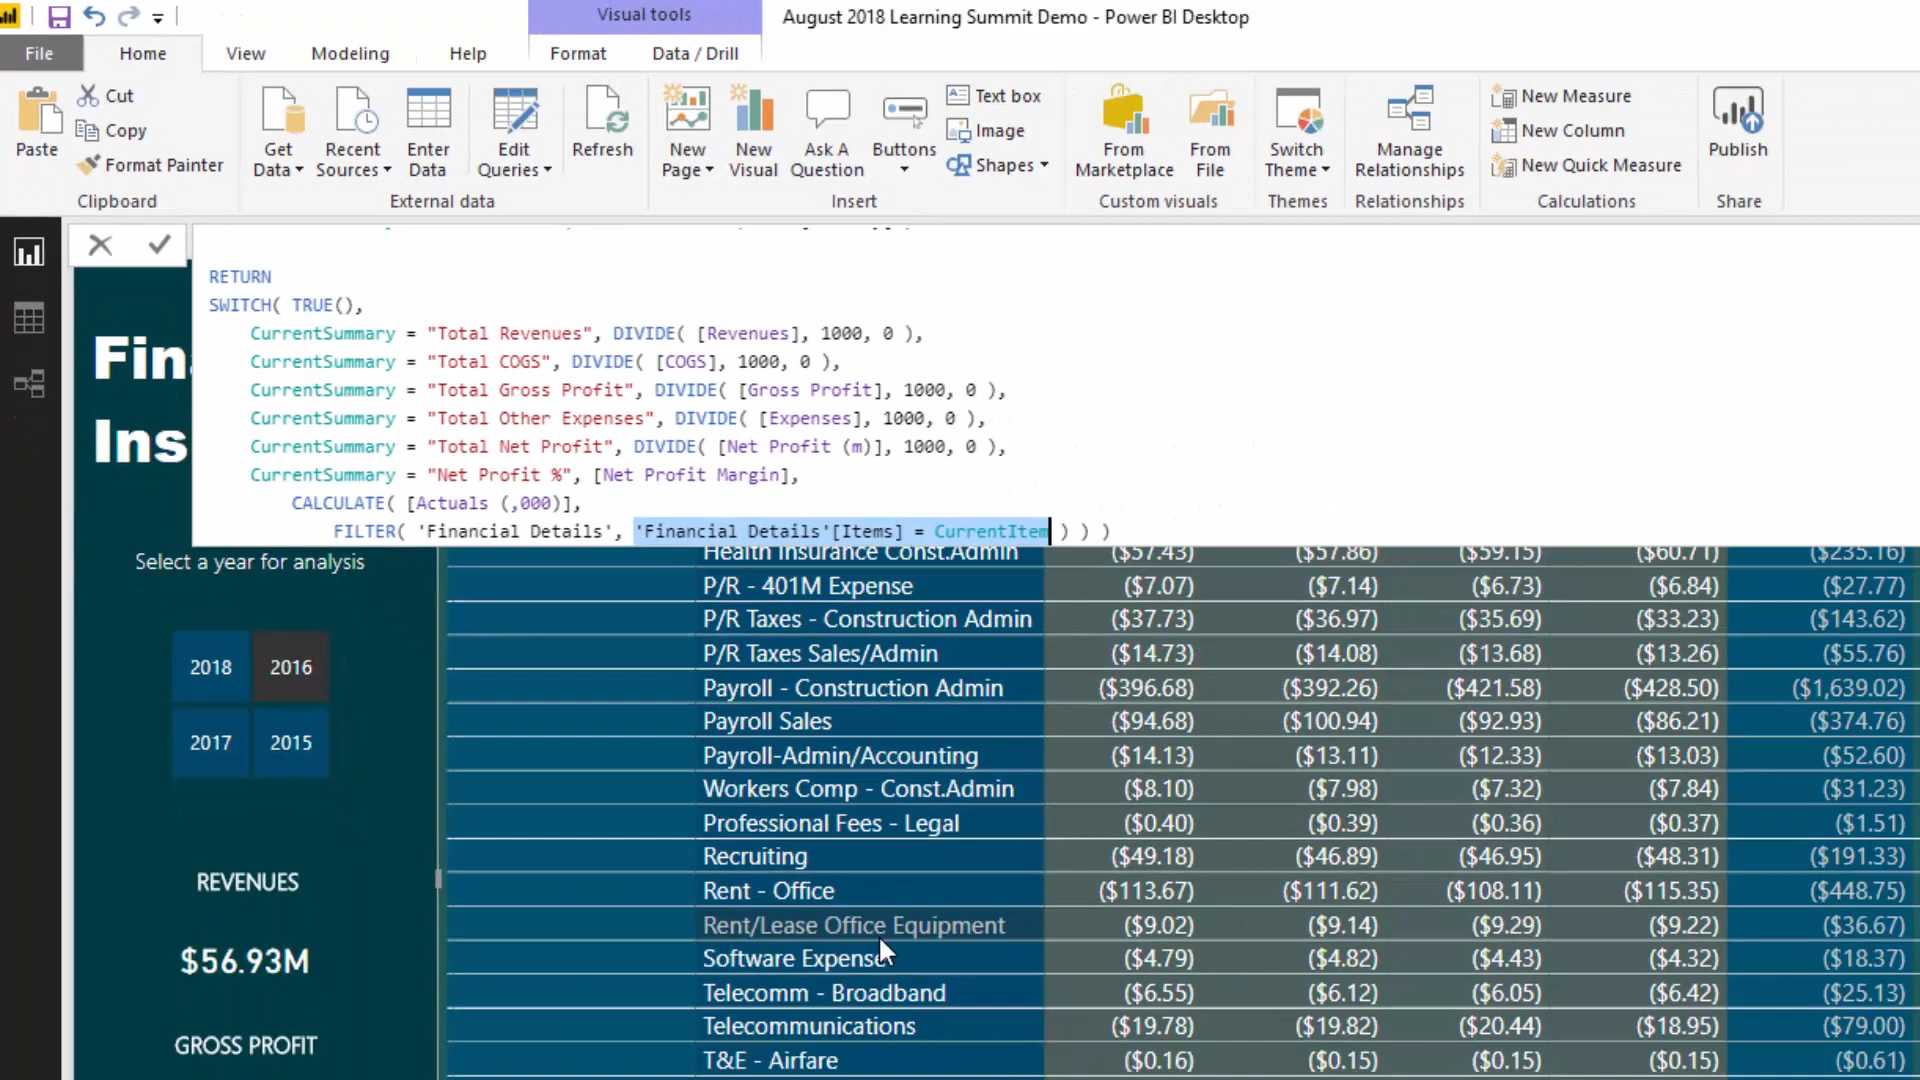 Visual tools
August 2018 Learning Summit Demo - Power BI Desktop
File
Home
View
Modeling
Help
Format
Data / Drill
Paste
Cut
Copy
Format Painter
Clipboard
Get
Data
Recent
Sources
Enter
Data
Edit
Queries
Refresh
External data
New
Page
New
Visual
Ask A
Question
Buttons
Text box
Image
Shapes
Insert
From
Marketplace
From
File
Custom visuals
Switch
Theme
Themes
Manage
Relationships
Relationships
New Measure
New Column
New Quick Measure
Calculations
Publish
Share
RETURN
SWITCH( TRUE(),
CurrentSummary = "Total Revenues", DIVIDE( [Revenues], 1000, 0 ),
CurrentSummary = "Total COGS", DIVIDE( [COGS], 1000, 0 ),
CurrentSummary = "Total Gross Profit", DIVIDE( [Gross Profit], 1000, 0 ),
CurrentSummary = "Total Other Expenses", DIVIDE( [Expenses], 1000, 0 ),
CurrentSummary = "Total Net Profit", DIVIDE( [Net Profit (m)], 1000, 0 ),
CurrentSummary = "Net Profit %", [Net Profit Margin],
CALCULATE( [Actuals (,000)],
FILTER( 'Financial Details', 'Financial Details'[Items] = CurrentItem ) ) )
Fin
Ins
Select a year for analysis
2018 2016
2017 2015
REVENUES
$56.93M
GROSS PROFIT
Health Insurance Const.Admin ($57.43) ($57.86) ($59.15) ($60.71) ($235.16)
P/R - 401M Expense ($7.07) ($7.14) ($6.73) ($6.84) ($27.77)
P/R Taxes - Construction Admin ($37.73) ($36.97) ($35.69) ($33.23) ($143.62)
P/R Taxes Sales/Admin ($14.73) ($14.08) ($13.68) ($13.26) ($55.76)
Payroll - Construction Admin ($396.68) ($392.26) ($421.58) ($428.50) ($1,639.02)
Payroll Sales ($94.68) ($100.94) ($92.93) ($86.21) ($374.76)
Payroll-Admin/Accounting ($14.13) ($13.11) ($12.33) ($13.03) ($52.60)
Workers Comp - Const.Admin ($8.10) ($7.98) ($7.32) ($7.84) ($31.23)
Professional Fees - Legal ($0.40) ($0.39) ($0.36) ($0.37) ($1.51)
Recruiting ($49.18) ($46.89) ($46.95) ($48.31) ($191.33)
Rent - Office ($113.67) ($111.62) ($108.11) ($115.35) ($448.75)
Rent/Lease Office Equipment ($9.02) ($9.14) ($9.29) ($9.22) ($36.67)
Software Expense ($4.79) ($4.82) ($4.43) ($4.32) ($18.37)
Telecomm - Broadband ($6.55) ($6.12) ($6.05) ($6.42) ($25.13)
Telecommunications ($19.78) ($19.82) ($20.44) ($18.95) ($79.00)
T&E - Airfare ($0.16) ($0.15) ($0.15) ($0.15) ($0.61)